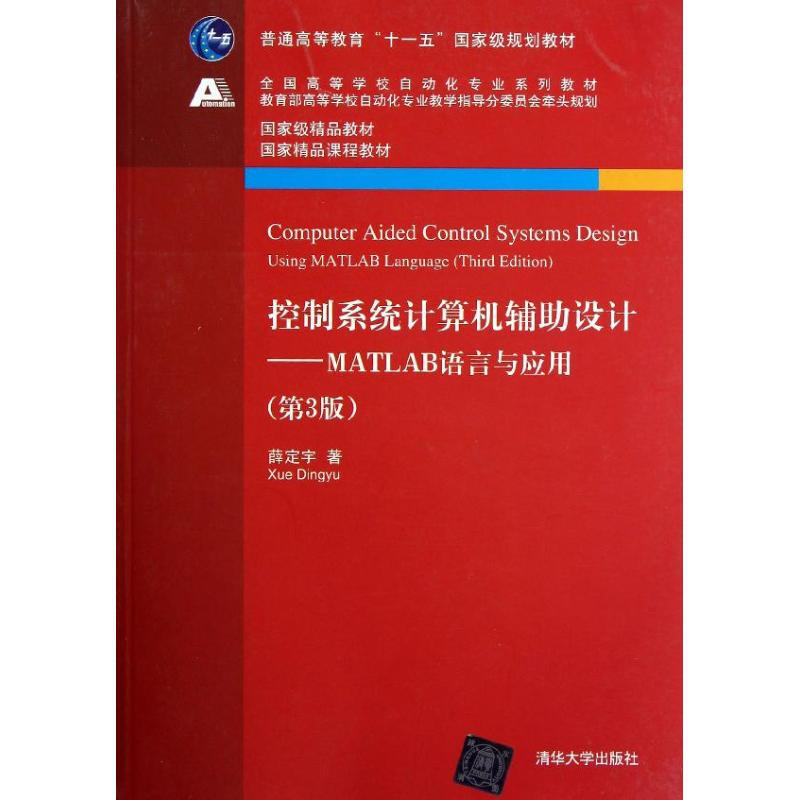 十一五
普通高等教育“十一五”国家级规划教材
Automation
全国高等学校自动化专业系列教材
教育部高等学校自动化专业教学指导分委员会牵头规划
国家级精品教材
国家精品课程教材
Computer Aided Control Systems Design
Using MATLAB Language (Third Edition)
控制系统计算机辅助设计
——MATLAB语言与应用
(第3版)
薛定宇 著
Xue Dingyu
清华大学出版社